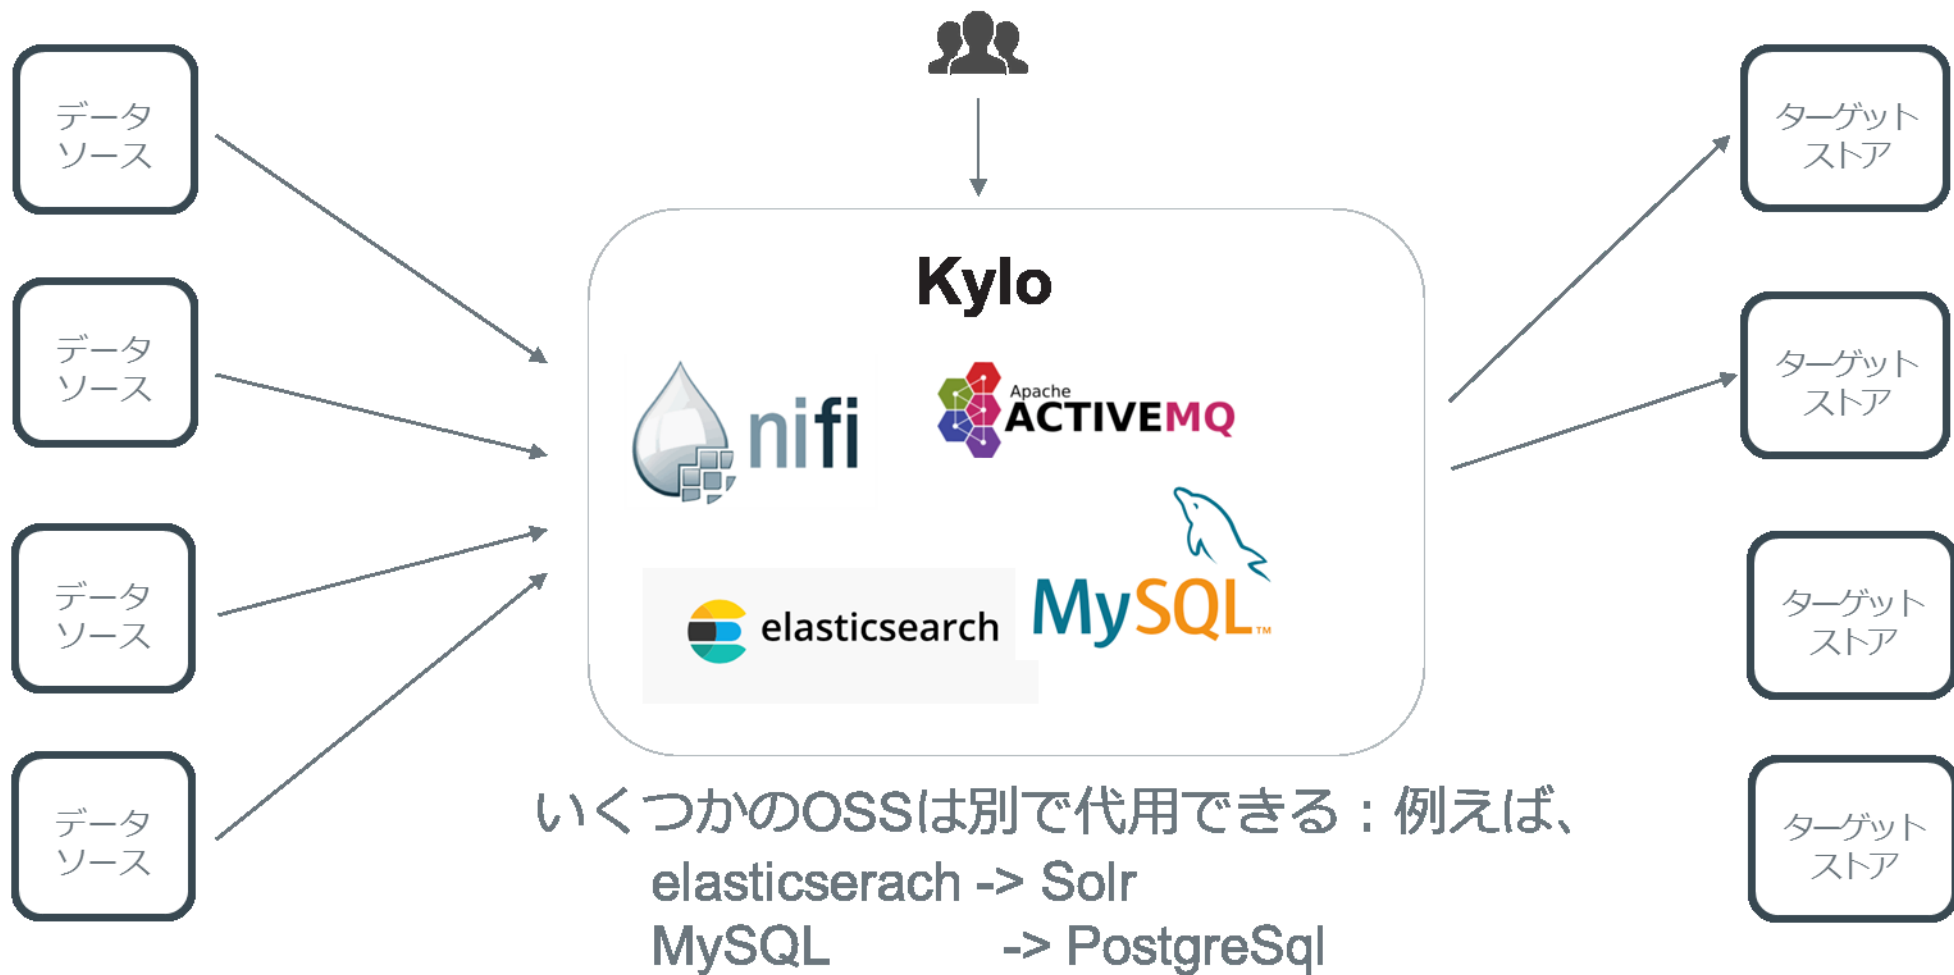 データ
ソース
データ
ソース
データ
ソース
データ
ソース
Kylo
nifi
Apache
ACTIVEMQ
elasticsearch
MySQL™
いくつかのOSSは別で代用できる：例えば、
elasticserach -> Solr
MySQL -> PostgreSql
ターゲット
ストア
ターゲット
ストア
ターゲット
ストア
ターゲット
ストア